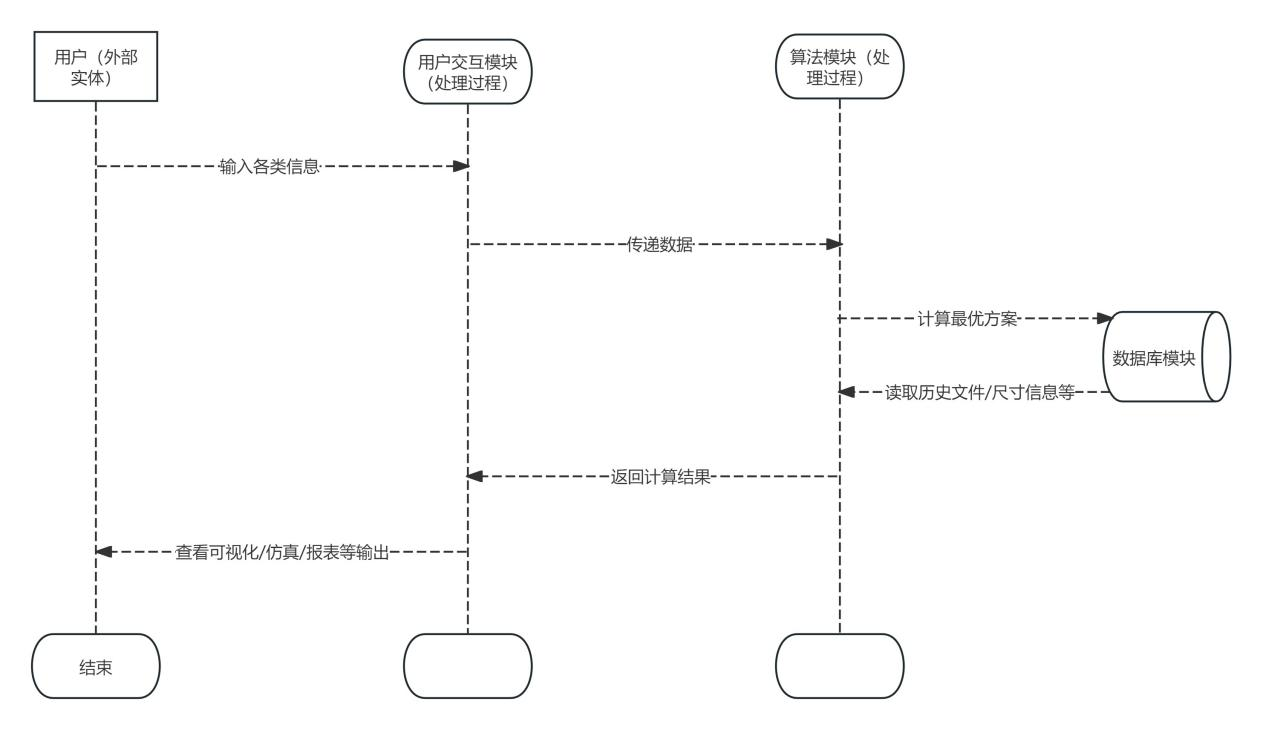 用户（外部
实体）
用户交互模块
（处理过程）
算法模块（处
理过程）
输入各类信息
传递数据
计算最优方案
数据库模块
读取历史文件/尺寸信息等
返回计算结果
查看可视化/仿真/报表等输出
结束